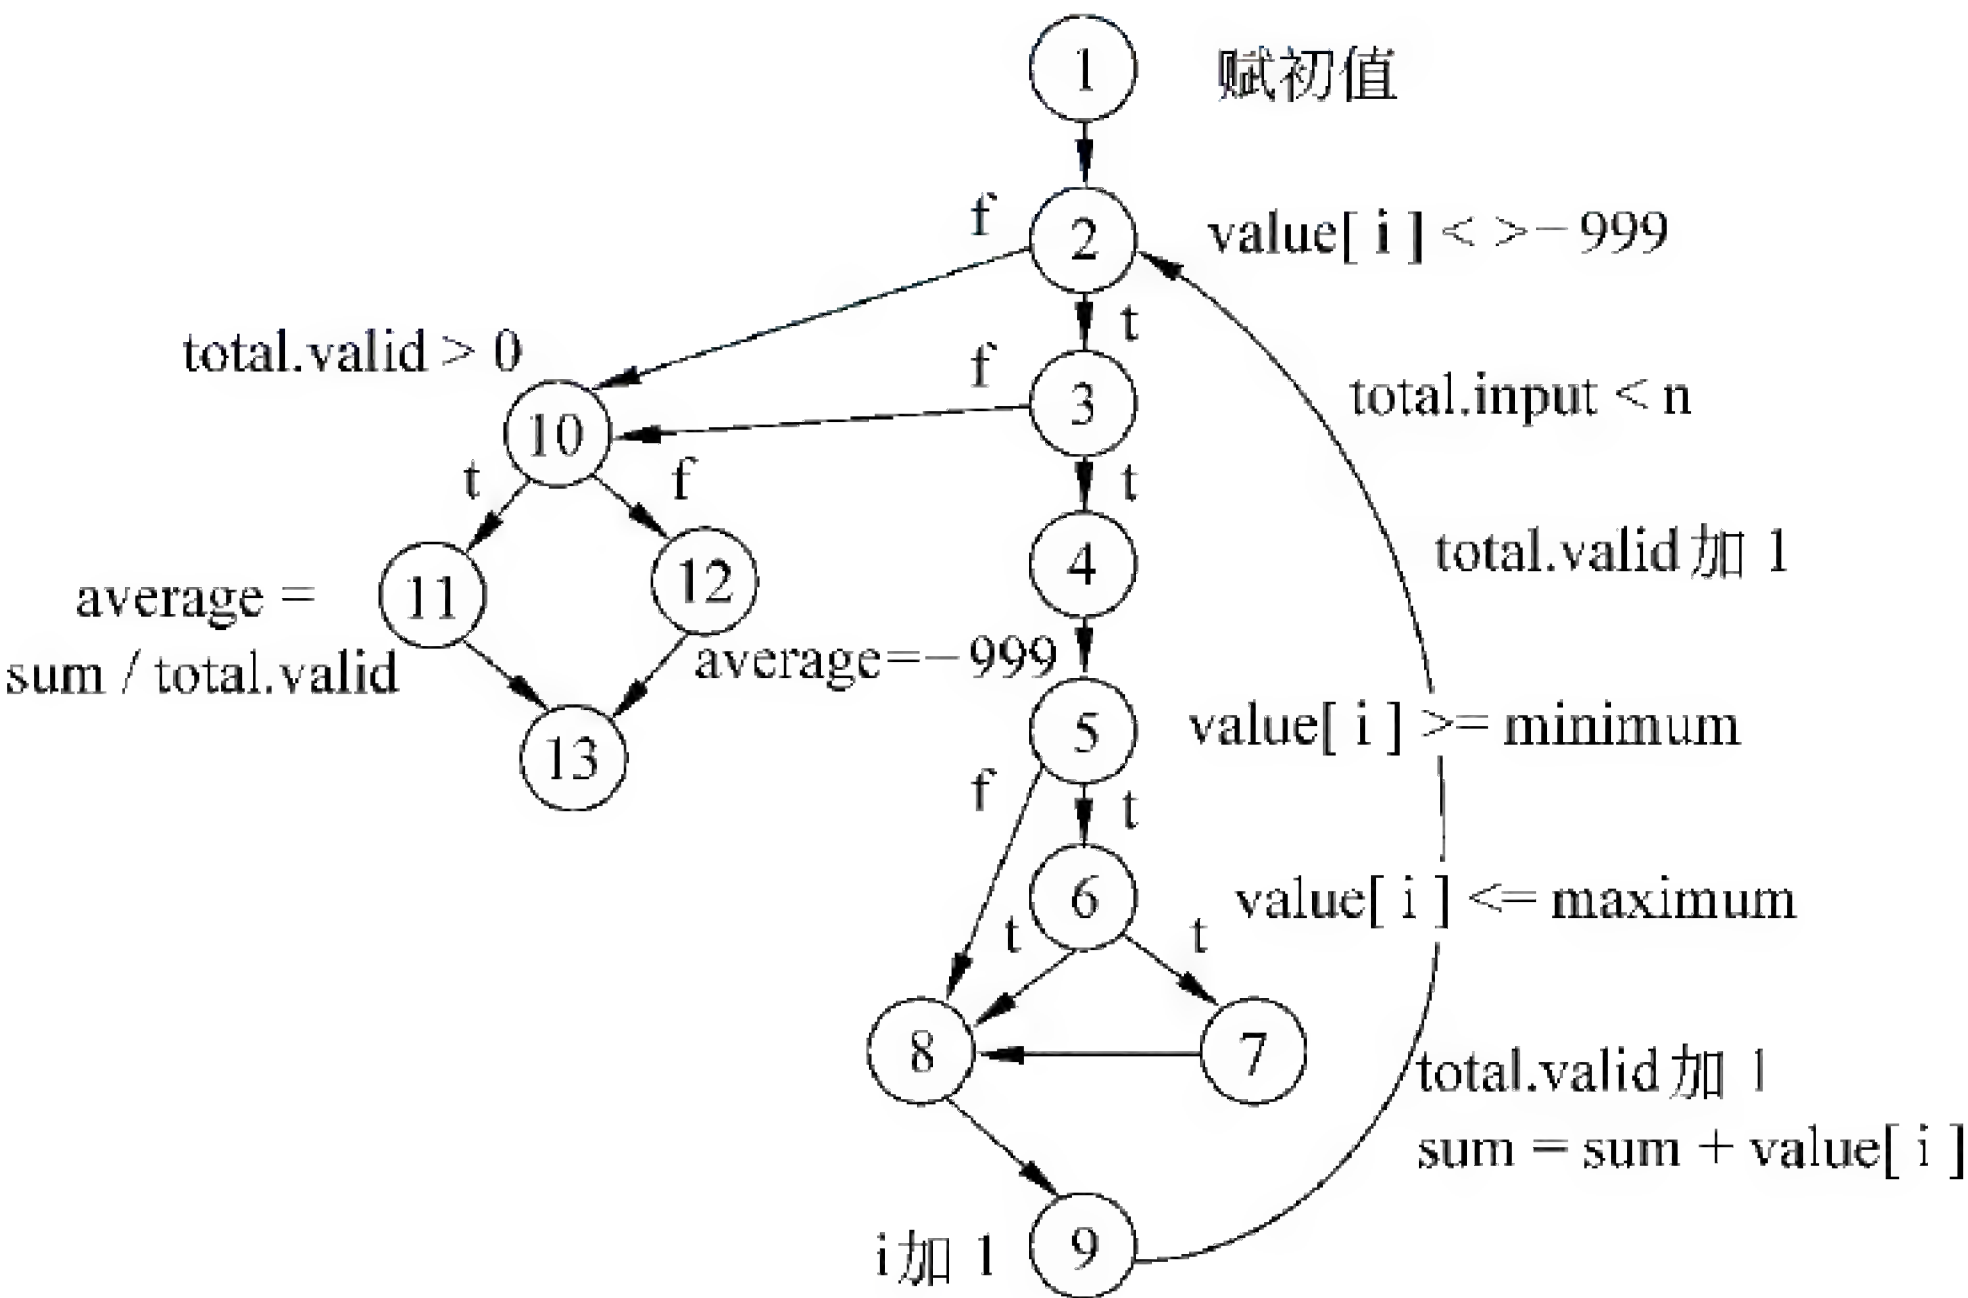 1 赋初值
f 2 value[ i ] < >− 999
t
total.valid > 0 f 3 total.input < n
10
t f t
4 total.valid 加 1
11 12
average =
sum / total.valid average=− 999
13 5 value[ i ] >= minimum
f t
6 value[ i ] <= maximum
t t
8 7
total.valid 加 1
sum = sum + value[ i ]
i 加 1 9